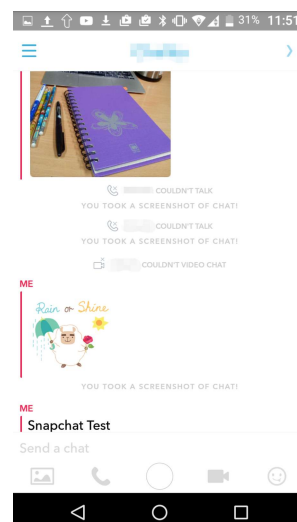 31% 11:51
COULDN'T TALK
YOU TOOK A SCREENSHOT OF CHAT!
COULDN'T TALK
YOU TOOK A SCREENSHOT OF CHAT!
COULDN'T VIDEO CHAT
ME
Rain or Shine
YOU TOOK A SCREENSHOT OF CHAT!
ME
Snapchat Test
Send a chat